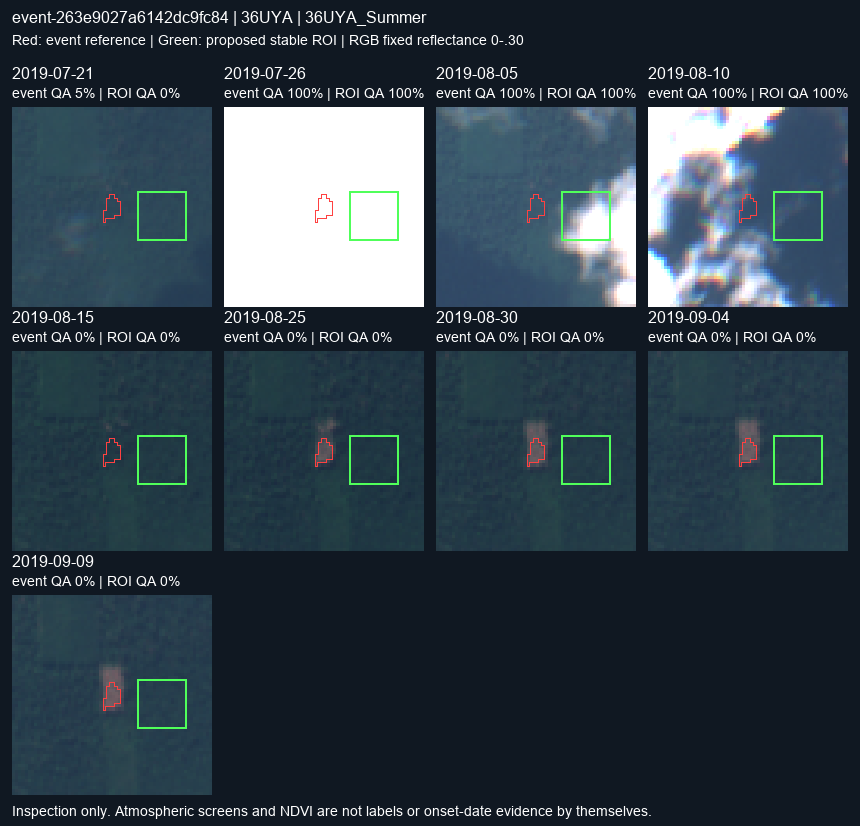 event-263e9027a6142dc9fc84 | 36UYA | 36UYA_Summer
Red: event reference | Green: proposed stable ROI | RGB fixed reflectance 0-.30
2019-07-21
event QA 5% | ROI QA 0%
2019-07-26
event QA 100% | ROI QA 100%
2019-08-05
event QA 100% | ROI QA 100%
2019-08-10
event QA 100% | ROI QA 100%
2019-08-15
event QA 0% | ROI QA 0%
2019-08-25
event QA 0% | ROI QA 0%
2019-08-30
event QA 0% | ROI QA 0%
2019-09-04
event QA 0% | ROI QA 0%
2019-09-09
event QA 0% | ROI QA 0%
Inspection only. Atmospheric screens and NDVI are not labels or onset-date evidence by themselves.